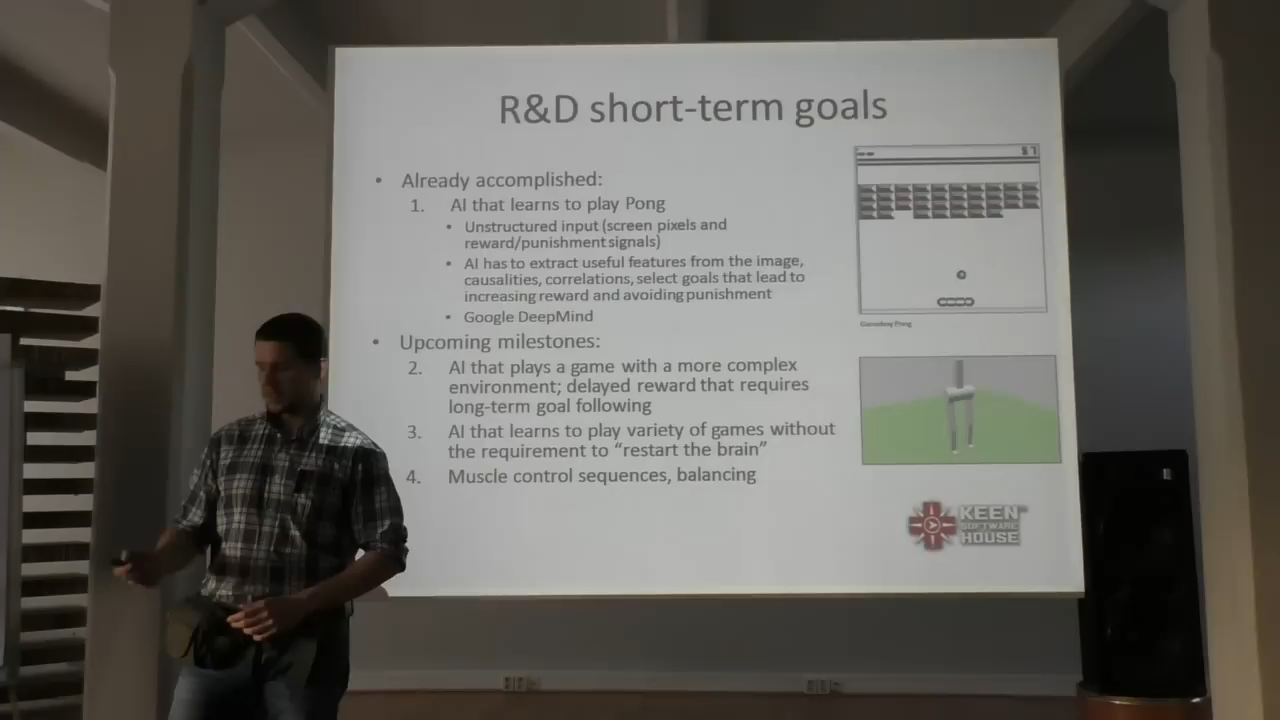 R&D short-term goals
• Already accomplished:
1. AI that learns to play Pong
• Unstructured input (screen pixels and
reward/punishment signals)
• AI has to extract useful features from the image,
causalities, correlations, select goals that lead to
increasing reward and avoiding punishment
• Google DeepMind
• Upcoming milestones:
2. AI that plays a game with a more complex
environment; delayed reward that requires
long-term goal following
3. AI that learns to play variety of games without
the requirement to “restart the brain”
4. Muscle control sequences, balancing
Gameboy Pong
KEEN
SOFTWARE
HOUSE